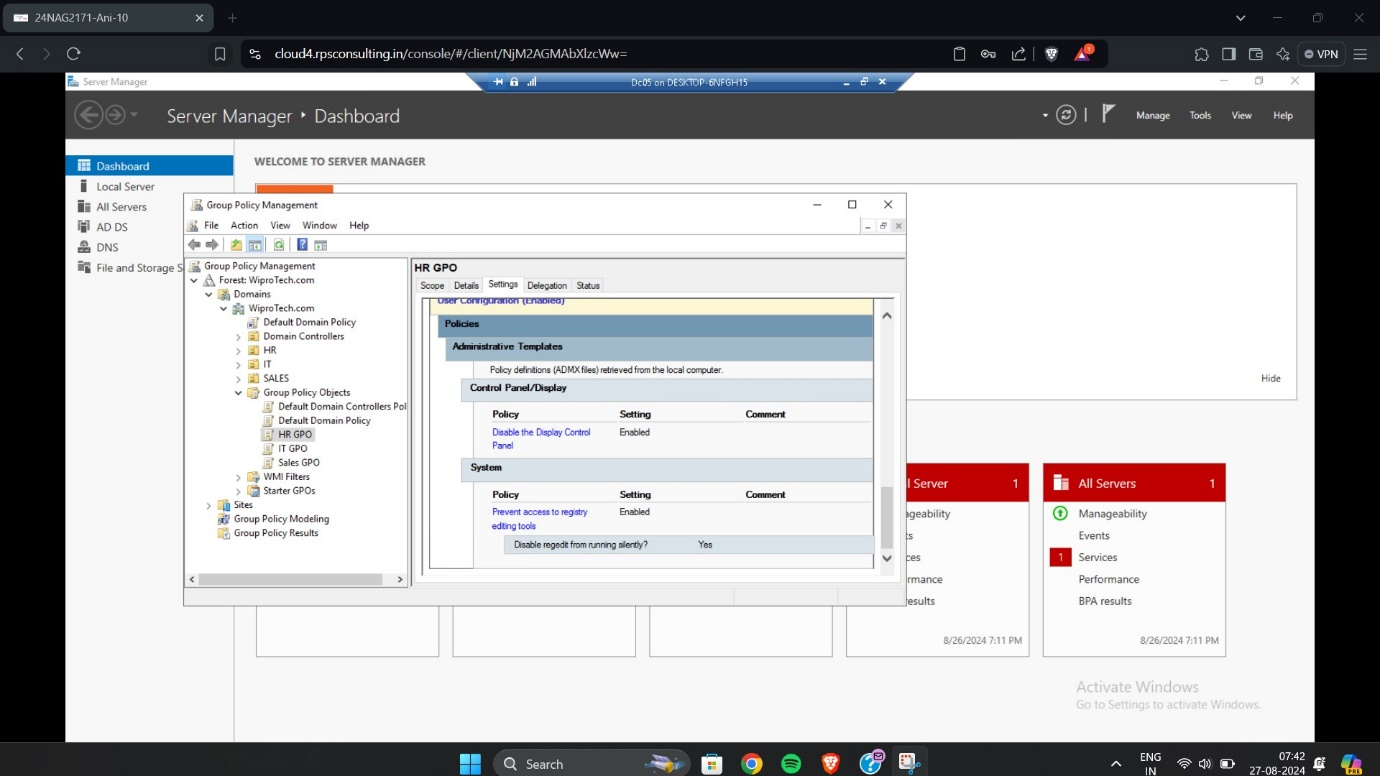 24NAG2171-Ani-10
cloud4.rpsconsulting.in/console/#/client/NjM2AGMAbXlzcWw=
1
VPN
Server Manager
Dc05 on DESKTOP-6NFGH15
Server Manager ‣ Dashboard
Manage
Tools
View
Help
Dashboard
Local Server
All Servers
AD DS
DNS
File and Storage S
WELCOME TO SERVER MANAGER
Group Policy Management
File
Action
View
Window
Help
Group Policy Management
Forest: WiproTech.com
Domains
WiproTech.com
Default Domain Policy
Domain Controllers
HR
IT
SALES
Group Policy Objects
Default Domain Controllers Pol
Default Domain Policy
HR GPO
IT GPO
Sales GPO
WMI Filters
Starter GPOs
Sites
Group Policy Modeling
Group Policy Results
HR GPO
Scope
Details
Settings
Delegation
Status
User Configuration (Enabled)
Policies
Administrative Templates
Policy definitions (ADMX files) retrieved from the local computer.
Control Panel/Display
Policy Setting Comment
Disable the Display Control Enabled
Panel
System
Policy Setting Comment
Prevent access to registry Enabled
editing tools
Disable regedit from running silently? Yes
Hide
l Server 1
ageability
ts
ces
rmance
esults
8/26/2024 7:11 PM
All Servers 1
Manageability
Events
1 Services
Performance
BPA results
8/26/2024 7:11 PM
Activate Windows
Go to Settings to activate Windows.
Search
ENG
IN
07:42
27-08-2024
PRE